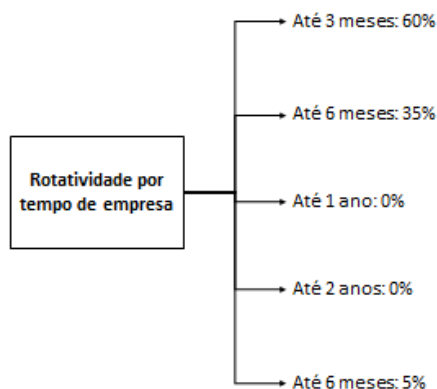 Até 3 meses: 60%
Até 6 meses: 35%
Rotatividade por
tempo de empresa
Até 1 ano: 0%
Até 2 anos: 0%
Até 6 meses: 5%